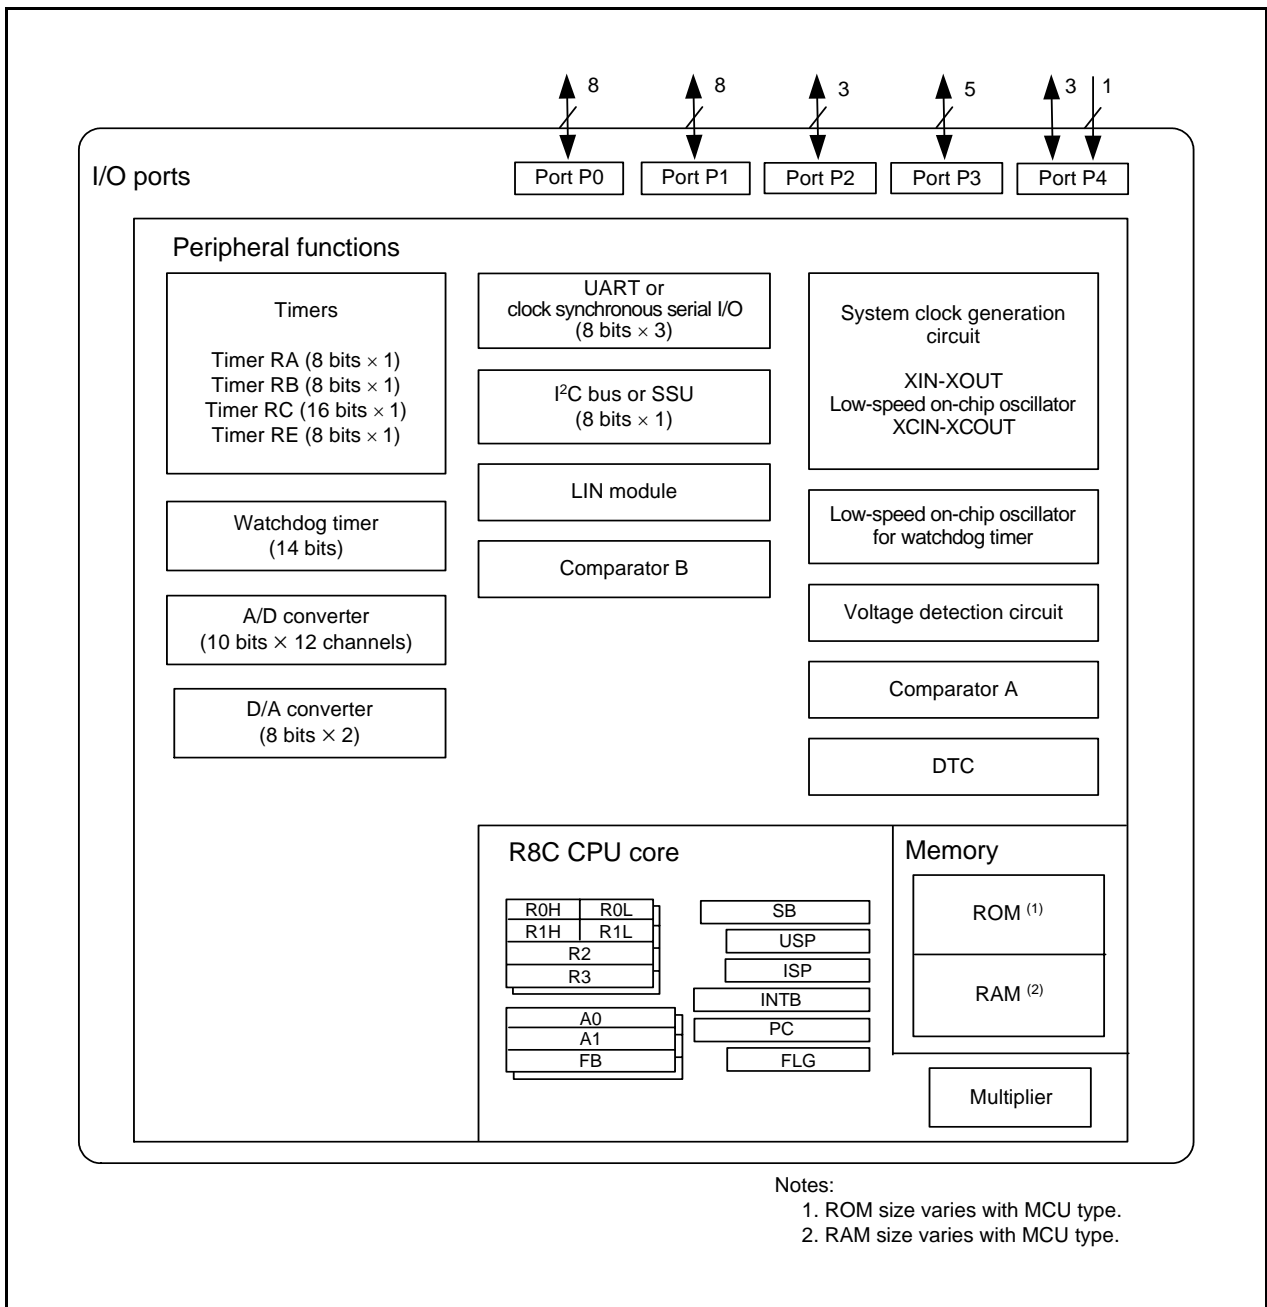 8 8 3 5 3 1
I/O ports
Port P0 Port P1 Port P2 Port P3 Port P4
Peripheral functions
Timers
Timer RA (8 bits × 1)
Timer RB (8 bits × 1)
Timer RC (16 bits × 1)
Timer RE (8 bits × 1)
Watchdog timer
(14 bits)
A/D converter
(10 bits × 12 channels)
D/A converter
(8 bits × 2)
UART or
clock synchronous serial I/O
(8 bits × 3)
I²C bus or SSU
(8 bits × 1)
LIN module
Comparator B
System clock generation
circuit
XIN-XOUT
Low-speed on-chip oscillator
XCIN-XCOUT
Low-speed on-chip oscillator
for watchdog timer
Voltage detection circuit
Comparator A
DTC
R8C CPU core
R0H R0L
R1H R1L
R2
R3
A0
A1
FB
SB
USP
ISP
INTB
PC
FLG
Memory
ROM (1)
RAM (2)
Multiplier
Notes:
1. ROM size varies with MCU type.
2. RAM size varies with MCU type.